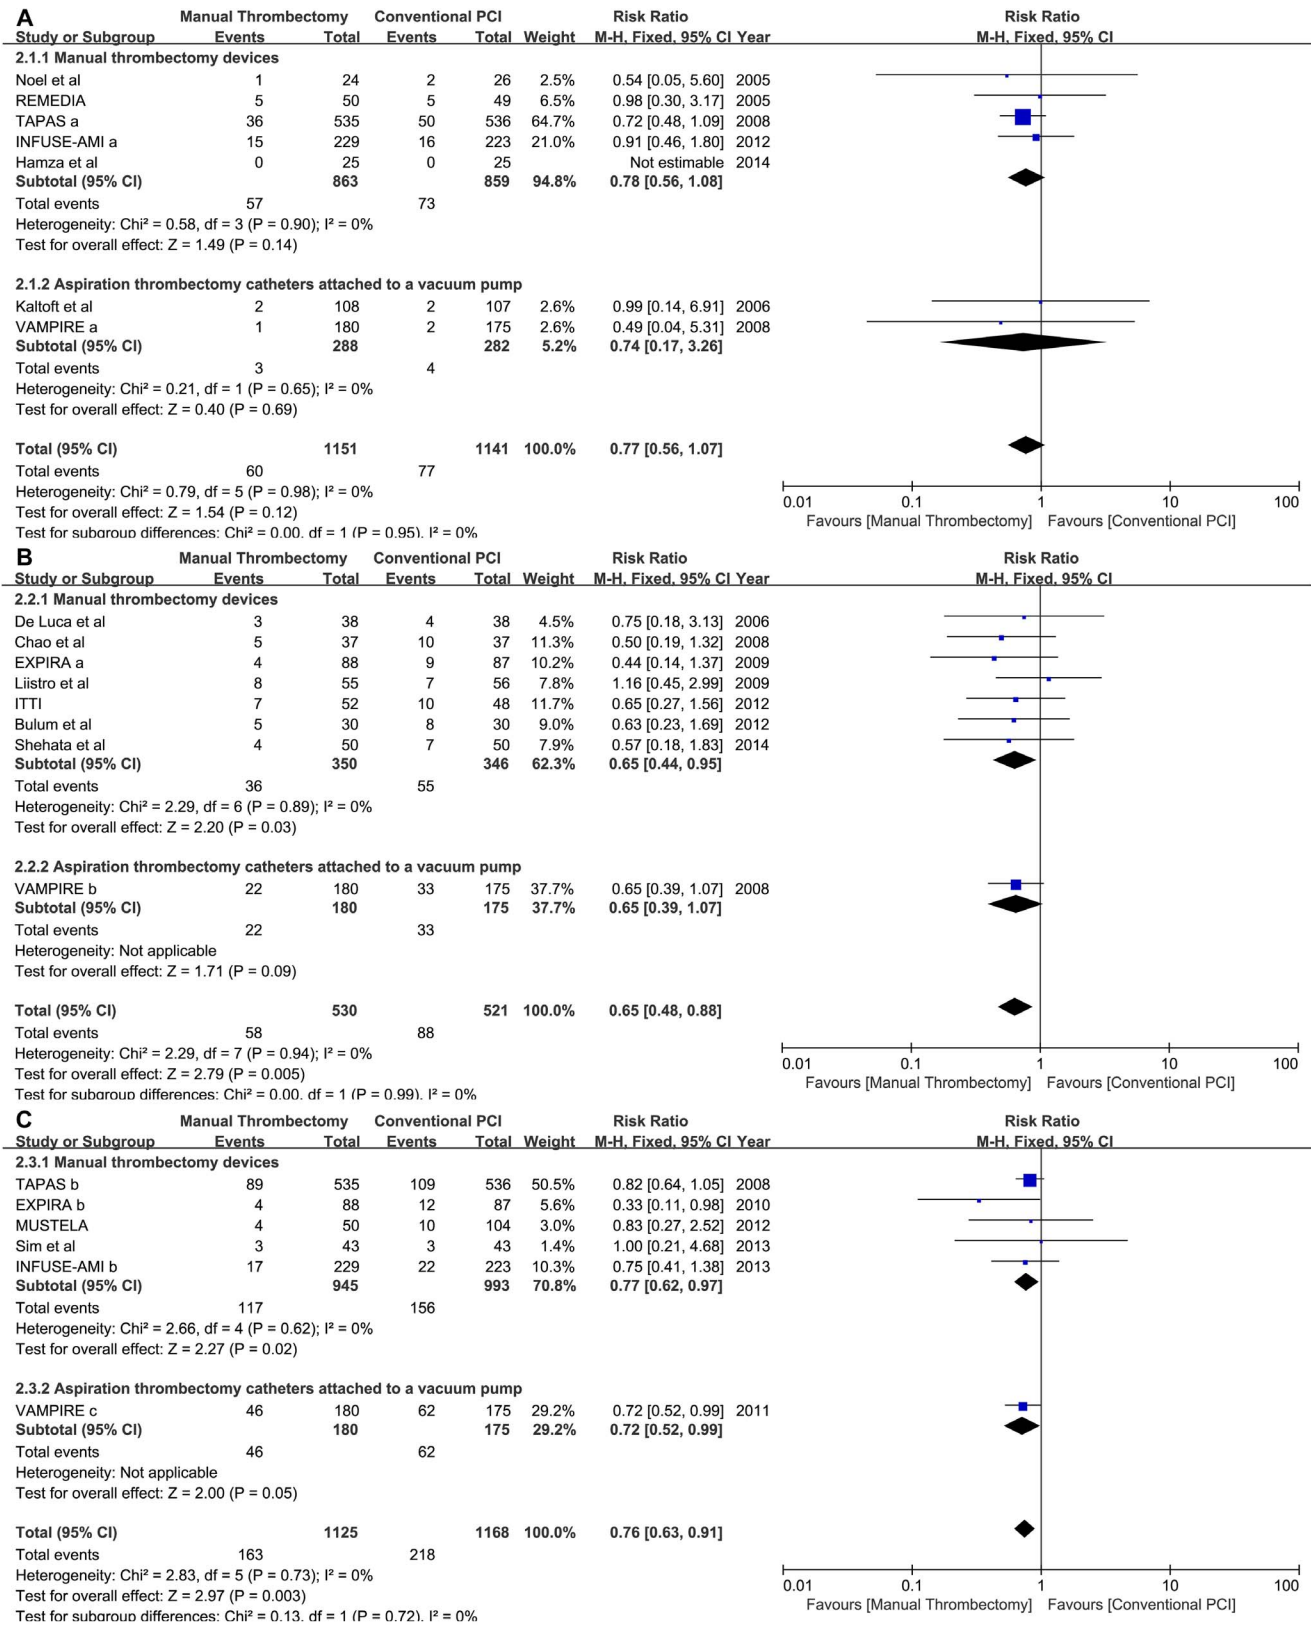 A
Manual Thrombectomy Conventional PCI Risk Ratio Risk Ratio
Study or Subgroup Events Total Events Total Weight M-H, Fixed, 95% CI Year M-H, Fixed, 95% CI
2.1.1 Manual thrombectomy devices
Noel et al 1 24 2 26 2.5% 0.54 [0.05, 5.60] 2005
REMEDIA 5 50 5 49 6.5% 0.98 [0.30, 3.17] 2005
TAPAS a 36 535 50 536 64.7% 0.72 [0.48, 1.09] 2008
INFUSE-AMI a 15 229 16 223 21.0% 0.91 [0.46, 1.80] 2012
Hamza et al 0 25 0 25 Not estimable 2014
Subtotal (95% CI) 863 859 94.8% 0.78 [0.56, 1.08]
Total events 57 73
Heterogeneity: Chi² = 0.58, df = 3 (P = 0.90); I² = 0%
Test for overall effect: Z = 1.49 (P = 0.14)
2.1.2 Aspiration thrombectomy catheters attached to a vacuum pump
Kaltoft et al 2 108 2 107 2.6% 0.99 [0.14, 6.91] 2006
VAMPIRE a 1 180 2 175 2.6% 0.49 [0.04, 5.31] 2008
Subtotal (95% CI) 288 282 5.2% 0.74 [0.17, 3.26]
Total events 3 4
Heterogeneity: Chi² = 0.21, df = 1 (P = 0.65); I² = 0%
Test for overall effect: Z = 0.40 (P = 0.69)
Total (95% CI) 1151 1141 100.0% 0.77 [0.56, 1.07]
Total events 60 77
Heterogeneity: Chi² = 0.79, df = 5 (P = 0.98); I² = 0%
Test for overall effect: Z = 1.54 (P = 0.12)
Test for subgroup differences: Chi² = 0.00, df = 1 (P = 0.95), I² = 0%
0.01 0.1 1 10 100
Favours [Manual Thrombectomy] Favours [Conventional PCI]
B
Manual Thrombectomy Conventional PCI Risk Ratio Risk Ratio
Study or Subgroup Events Total Events Total Weight M-H, Fixed, 95% CI Year M-H, Fixed, 95% CI
2.2.1 Manual thrombectomy devices
De Luca et al 3 38 4 38 4.5% 0.75 [0.18, 3.13] 2006
Chao et al 5 37 10 37 11.3% 0.50 [0.19, 1.32] 2008
EXPIRA a 4 88 9 87 10.2% 0.44 [0.14, 1.37] 2009
Liistro et al 8 55 7 56 7.8% 1.16 [0.45, 2.99] 2009
ITTI 7 52 10 48 11.7% 0.65 [0.27, 1.56] 2012
Bulum et al 5 30 8 30 9.0% 0.63 [0.23, 1.69] 2012
Shehata et al 4 50 7 50 7.9% 0.57 [0.18, 1.83] 2014
Subtotal (95% CI) 350 346 62.3% 0.65 [0.44, 0.95]
Total events 36 55
Heterogeneity: Chi² = 2.29, df = 6 (P = 0.89); I² = 0%
Test for overall effect: Z = 2.20 (P = 0.03)
2.2.2 Aspiration thrombectomy catheters attached to a vacuum pump
VAMPIRE b 22 180 33 175 37.7% 0.65 [0.39, 1.07] 2008
Subtotal (95% CI) 180 175 37.7% 0.65 [0.39, 1.07]
Total events 22 33
Heterogeneity: Not applicable
Test for overall effect: Z = 1.71 (P = 0.09)
Total (95% CI) 530 521 100.0% 0.65 [0.48, 0.88]
Total events 58 88
Heterogeneity: Chi² = 2.29, df = 7 (P = 0.94); I² = 0%
Test for overall effect: Z = 2.79 (P = 0.005)
Test for subgroup differences: Chi² = 0.00, df = 1 (P = 0.99), I² = 0%
0.01 0.1 1 10 100
Favours [Manual Thrombectomy] Favours [Conventional PCI]
C
Manual Thrombectomy Conventional PCI Risk Ratio Risk Ratio
Study or Subgroup Events Total Events Total Weight M-H, Fixed, 95% CI Year M-H, Fixed, 95% CI
2.3.1 Manual thrombectomy devices
TAPAS b 89 535 109 536 50.5% 0.82 [0.64, 1.05] 2008
EXPIRA b 4 88 12 87 5.6% 0.33 [0.11, 0.98] 2010
MUSTELA 4 50 10 104 3.0% 0.83 [0.27, 2.52] 2012
Sim et al 3 43 3 43 1.4% 1.00 [0.21, 4.68] 2013
INFUSE-AMI b 17 229 22 223 10.3% 0.75 [0.41, 1.38] 2013
Subtotal (95% CI) 945 993 70.8% 0.77 [0.62, 0.97]
Total events 117 156
Heterogeneity: Chi² = 2.66, df = 4 (P = 0.62); I² = 0%
Test for overall effect: Z = 2.27 (P = 0.02)
2.3.2 Aspiration thrombectomy catheters attached to a vacuum pump
VAMPIRE c 46 180 62 175 29.2% 0.72 [0.52, 0.99] 2011
Subtotal (95% CI) 180 175 29.2% 0.72 [0.52, 0.99]
Total events 46 62
Heterogeneity: Not applicable
Test for overall effect: Z = 2.00 (P = 0.05)
Total (95% CI) 1125 1168 100.0% 0.76 [0.63, 0.91]
Total events 163 218
Heterogeneity: Chi² = 2.83, df = 5 (P = 0.73); I² = 0%
Test for overall effect: Z = 2.97 (P = 0.003)
Test for subgroup differences: Chi² = 0.13, df = 1 (P = 0.72), I² = 0%
0.01 0.1 1 10 100
Favours [Manual Thrombectomy] Favours [Conventional PCI]